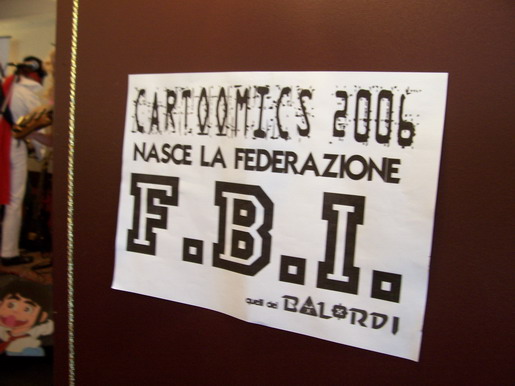 CARTOOMICS 2006
NASCE LA FEDERAZIONE
F.B.I.
quelli dei BALORDI